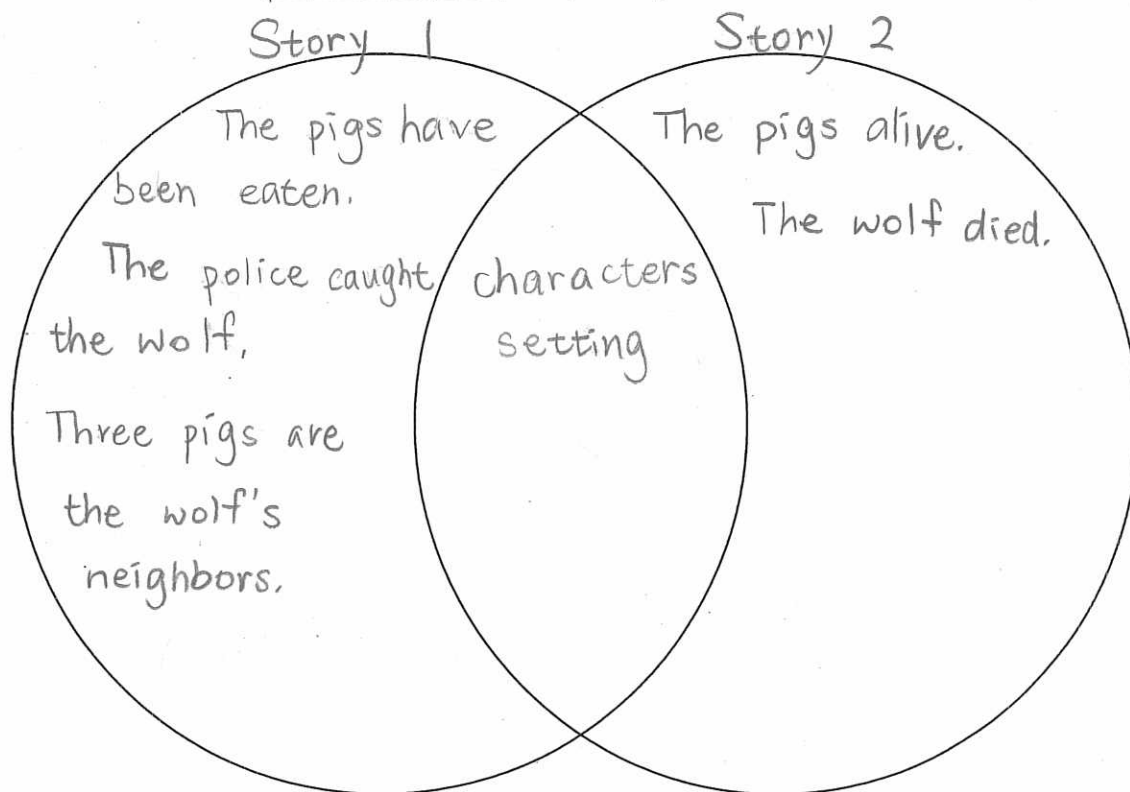 Story 1
Story 2
The pigs have
been eaten.
The police caught
the wolf.
Three pigs are
the wolf's
neighbors.
characters
setting
The pigs alive.
The wolf died.